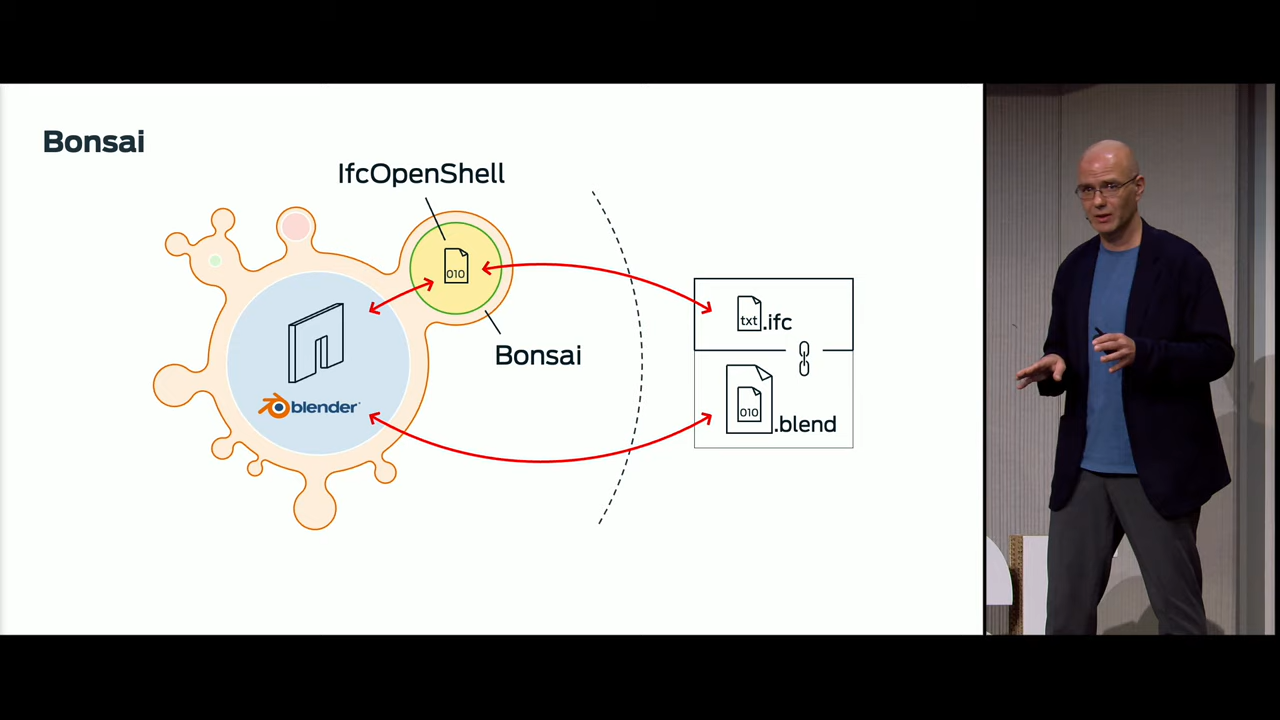 Bonsai
IfcOpenShell
010
Bonsai
blender
txt
.ifc
010
.blend